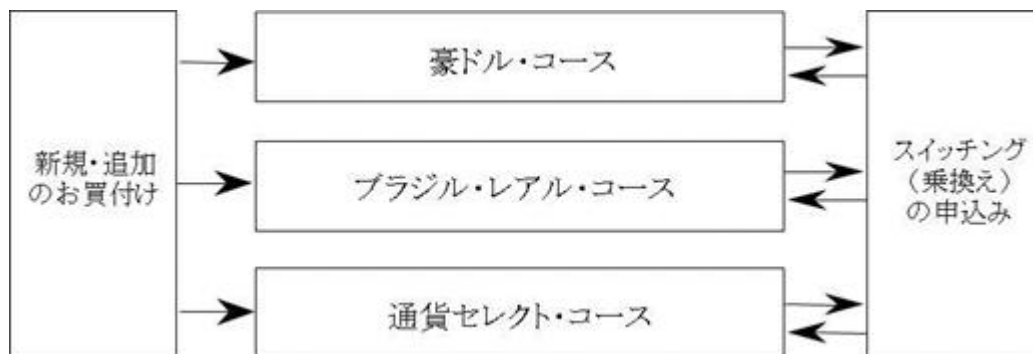 新規・追加
のお買付け
豪ドル・コース
ブラジル・レアル・コース
通貨セレクト・コース
スイッチング
（乗換え）
の申込み